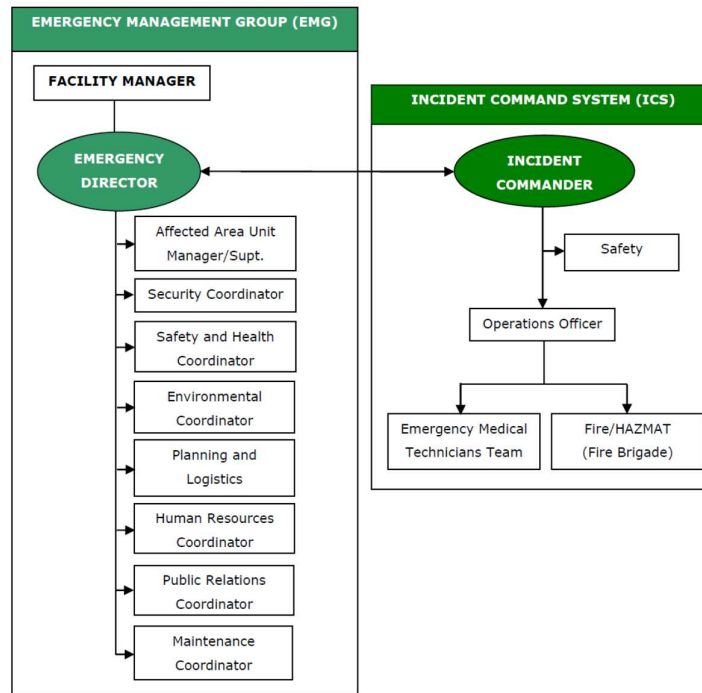 EMERGENCY MANAGEMENT GROUP (EMG)
FACILITY MANAGER
EMERGENCY
DIRECTOR
Affected Area Unit
Manager/Supt.
Security Coordinator
Safety and Health
Coordinator
Environmental
Coordinator
Planning and
Logistics
Human Resources
Coordinator
Public Relations
Coordinator
Maintenance
Coordinator
INCIDENT COMMAND SYSTEM (ICS)
INCIDENT
COMMANDER
Safety
Operations Officer
Emergency Medical
Technicians Team
Fire/HAZMAT
(Fire Brigade)